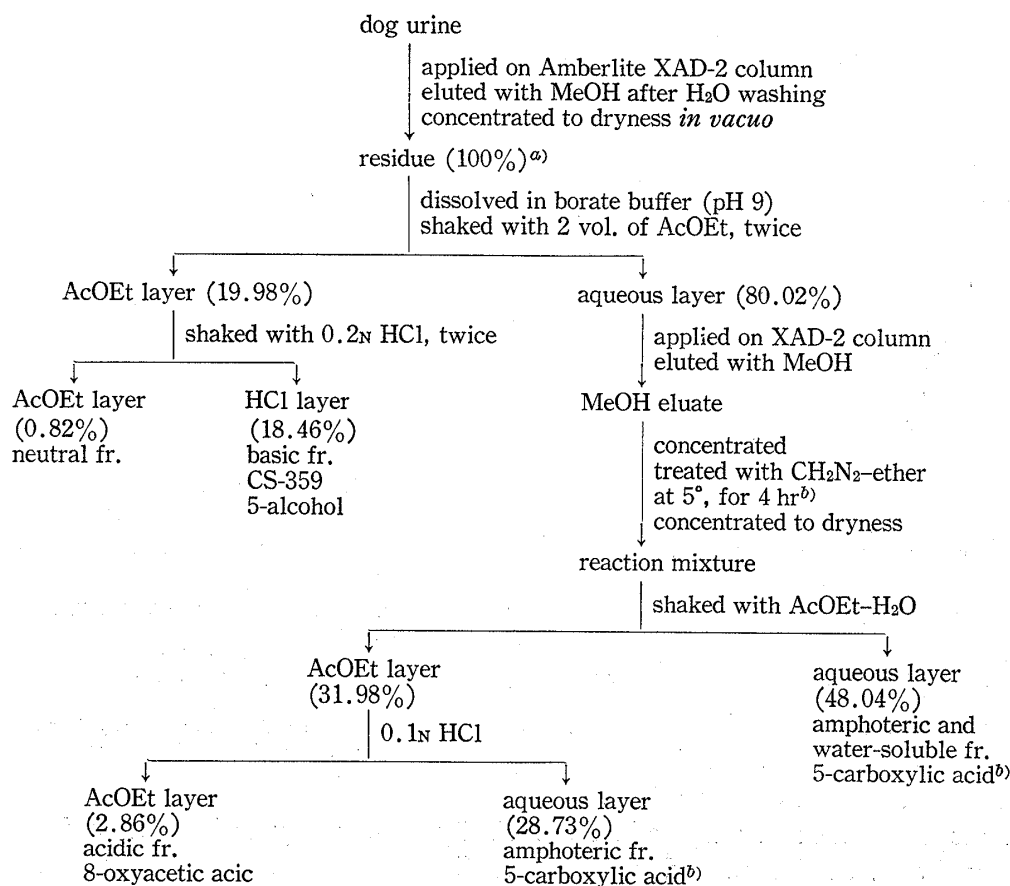 dog urine
applied on Amberlite XAD-2 column
eluted with MeOH after H₂O washing
concentrated to dryness in vacuo
residue (100%)ᵃ⁾
dissolved in borate buffer (pH 9)
shaked with 2 vol. of AcOEt, twice
AcOEt layer (19.98%)
aqueous layer (80.02%)
shaked with 0.2N HCl, twice
applied on XAD-2 column
eluted with MeOH
AcOEt layer
(0.82%)
neutral fr.
HCl layer
(18.46%)
basic fr.
CS-359
5-alcohol
MeOH eluate
concentrated
treated with CH₂N₂–ether
at 5°, for 4 hrᵇ⁾
concentrated to dryness
reaction mixture
shaked with AcOEt–H₂O
AcOEt layer
(31.98%)
aqueous layer
(48.04%)
amphoteric and
water-soluble fr.
5-carboxylic acidᵇ⁾
0.1N HCl
AcOEt layer
(2.86%)
acidic fr.
8-oxyacetic acic
aqueous layer
(28.73%)
amphoteric fr.
5-carboxylic acidᵇ⁾